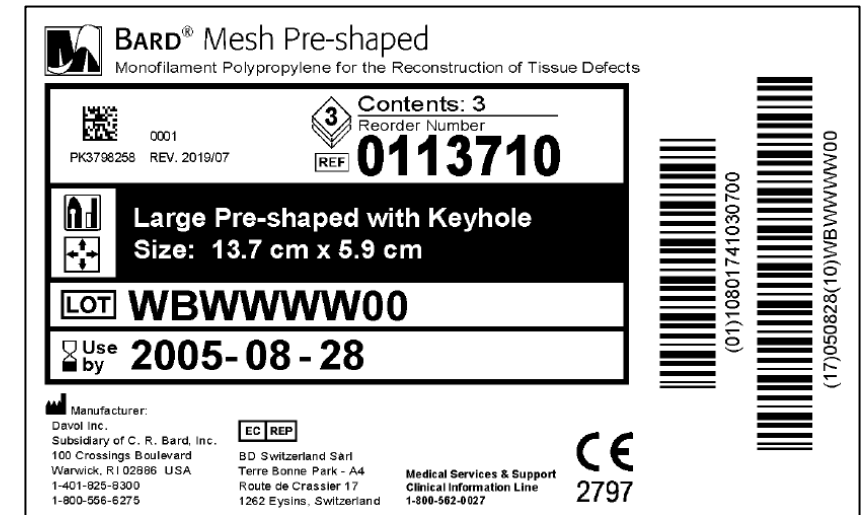 BARD® Mesh Pre-shaped
Monofilament Polypropylene for the Reconstruction of Tissue Defects
0001
PK3798258 REV. 2019/07
3
Contents: 3
Reorder Number
REF 0113710
Large Pre-shaped with Keyhole
Size: 13.7 cm x 5.9 cm
LOT WBWWWW00
Use by 2005-08-28
(01)10801741030700
(17)050828(10)WBWWWW00
Manufacturer:
Davol Inc.
Subsidiary of C. R. Bard, Inc.
100 Crossings Boulevard
Warwick, RI 02886 USA
1-401-825-8300
1-800-556-6275
EC REP
BD Switzerland Sàrl
Terre Bonne Park - A4
Route de Crassier 17
1262 Eysins, Switzerland
Medical Services & Support
Clinical Information Line
1-800-562-0027
CE
2797